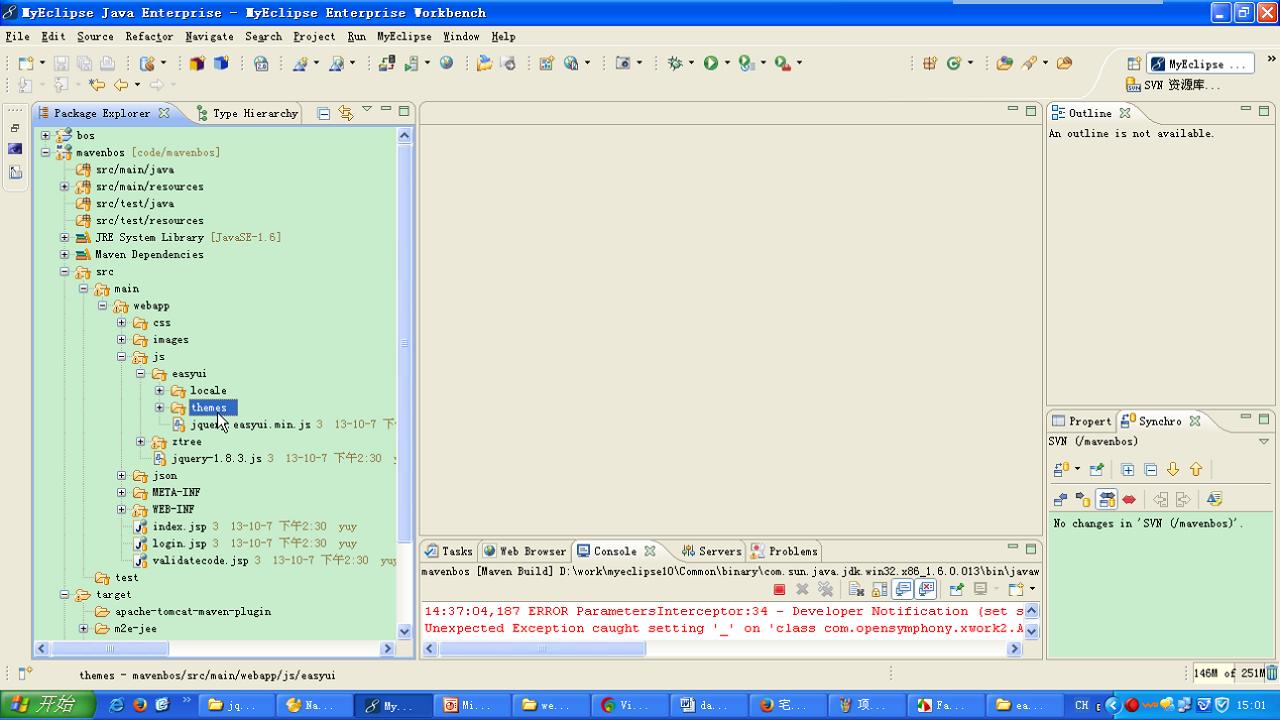 MyEclipse Java Enterprise - MyEclipse Enterprise Workbench
File Edit Source Refactor Navigate Search Project Run MyEclipse Window Help
MyEclipse ...
SVN 资源库...
Package Explorer
Type Hierarchy
bos
mavenbos [code/mavenbos]
src/main/java
src/main/resources
src/test/java
src/test/resources
JRE System Library [JavaSE-1.6]
Maven Dependencies
src
main
webapp
css
images
js
easyui
locale
themes
easyui.min.js 3 13-10-7 下午
ztree
jquery-1.8.3.js 3 13-10-7 下午2:30
json
META-INF
WEB-INF
index.jsp 3 13-10-7 下午2:30 yuy
login.jsp 3 13-10-7 下午2:30 yuy
validatecode.jsp 3 13-10-7 下午2:30 yuy
test
target
apache-tomcat-maven-plugin
m2e-jee
Outline
An outline is not available.
Propert Synchro
SVN (/mavenbos)
No changes in 'SVN (/mavenbos)'.
Tasks Web Browser Console Servers Problems
mavenbos [Maven Build] D:\work\myeclipse10\Common\binary\com.sun.java.jdk.win32.x86_1.6.0.013\bin\javaw
14:37:04,187 ERROR ParametersInterceptor:34 - Developer Notification (set s
Unexpected Exception caught setting '_' on 'class com.opensymphony.xwork2.A
themes - mavenbos/src/main/webapp/js/easyui
146M of 251M
开始 jq... Na... My... Mi... we... Vi... da... 宅... 项... Fa... ea... CH 15:01